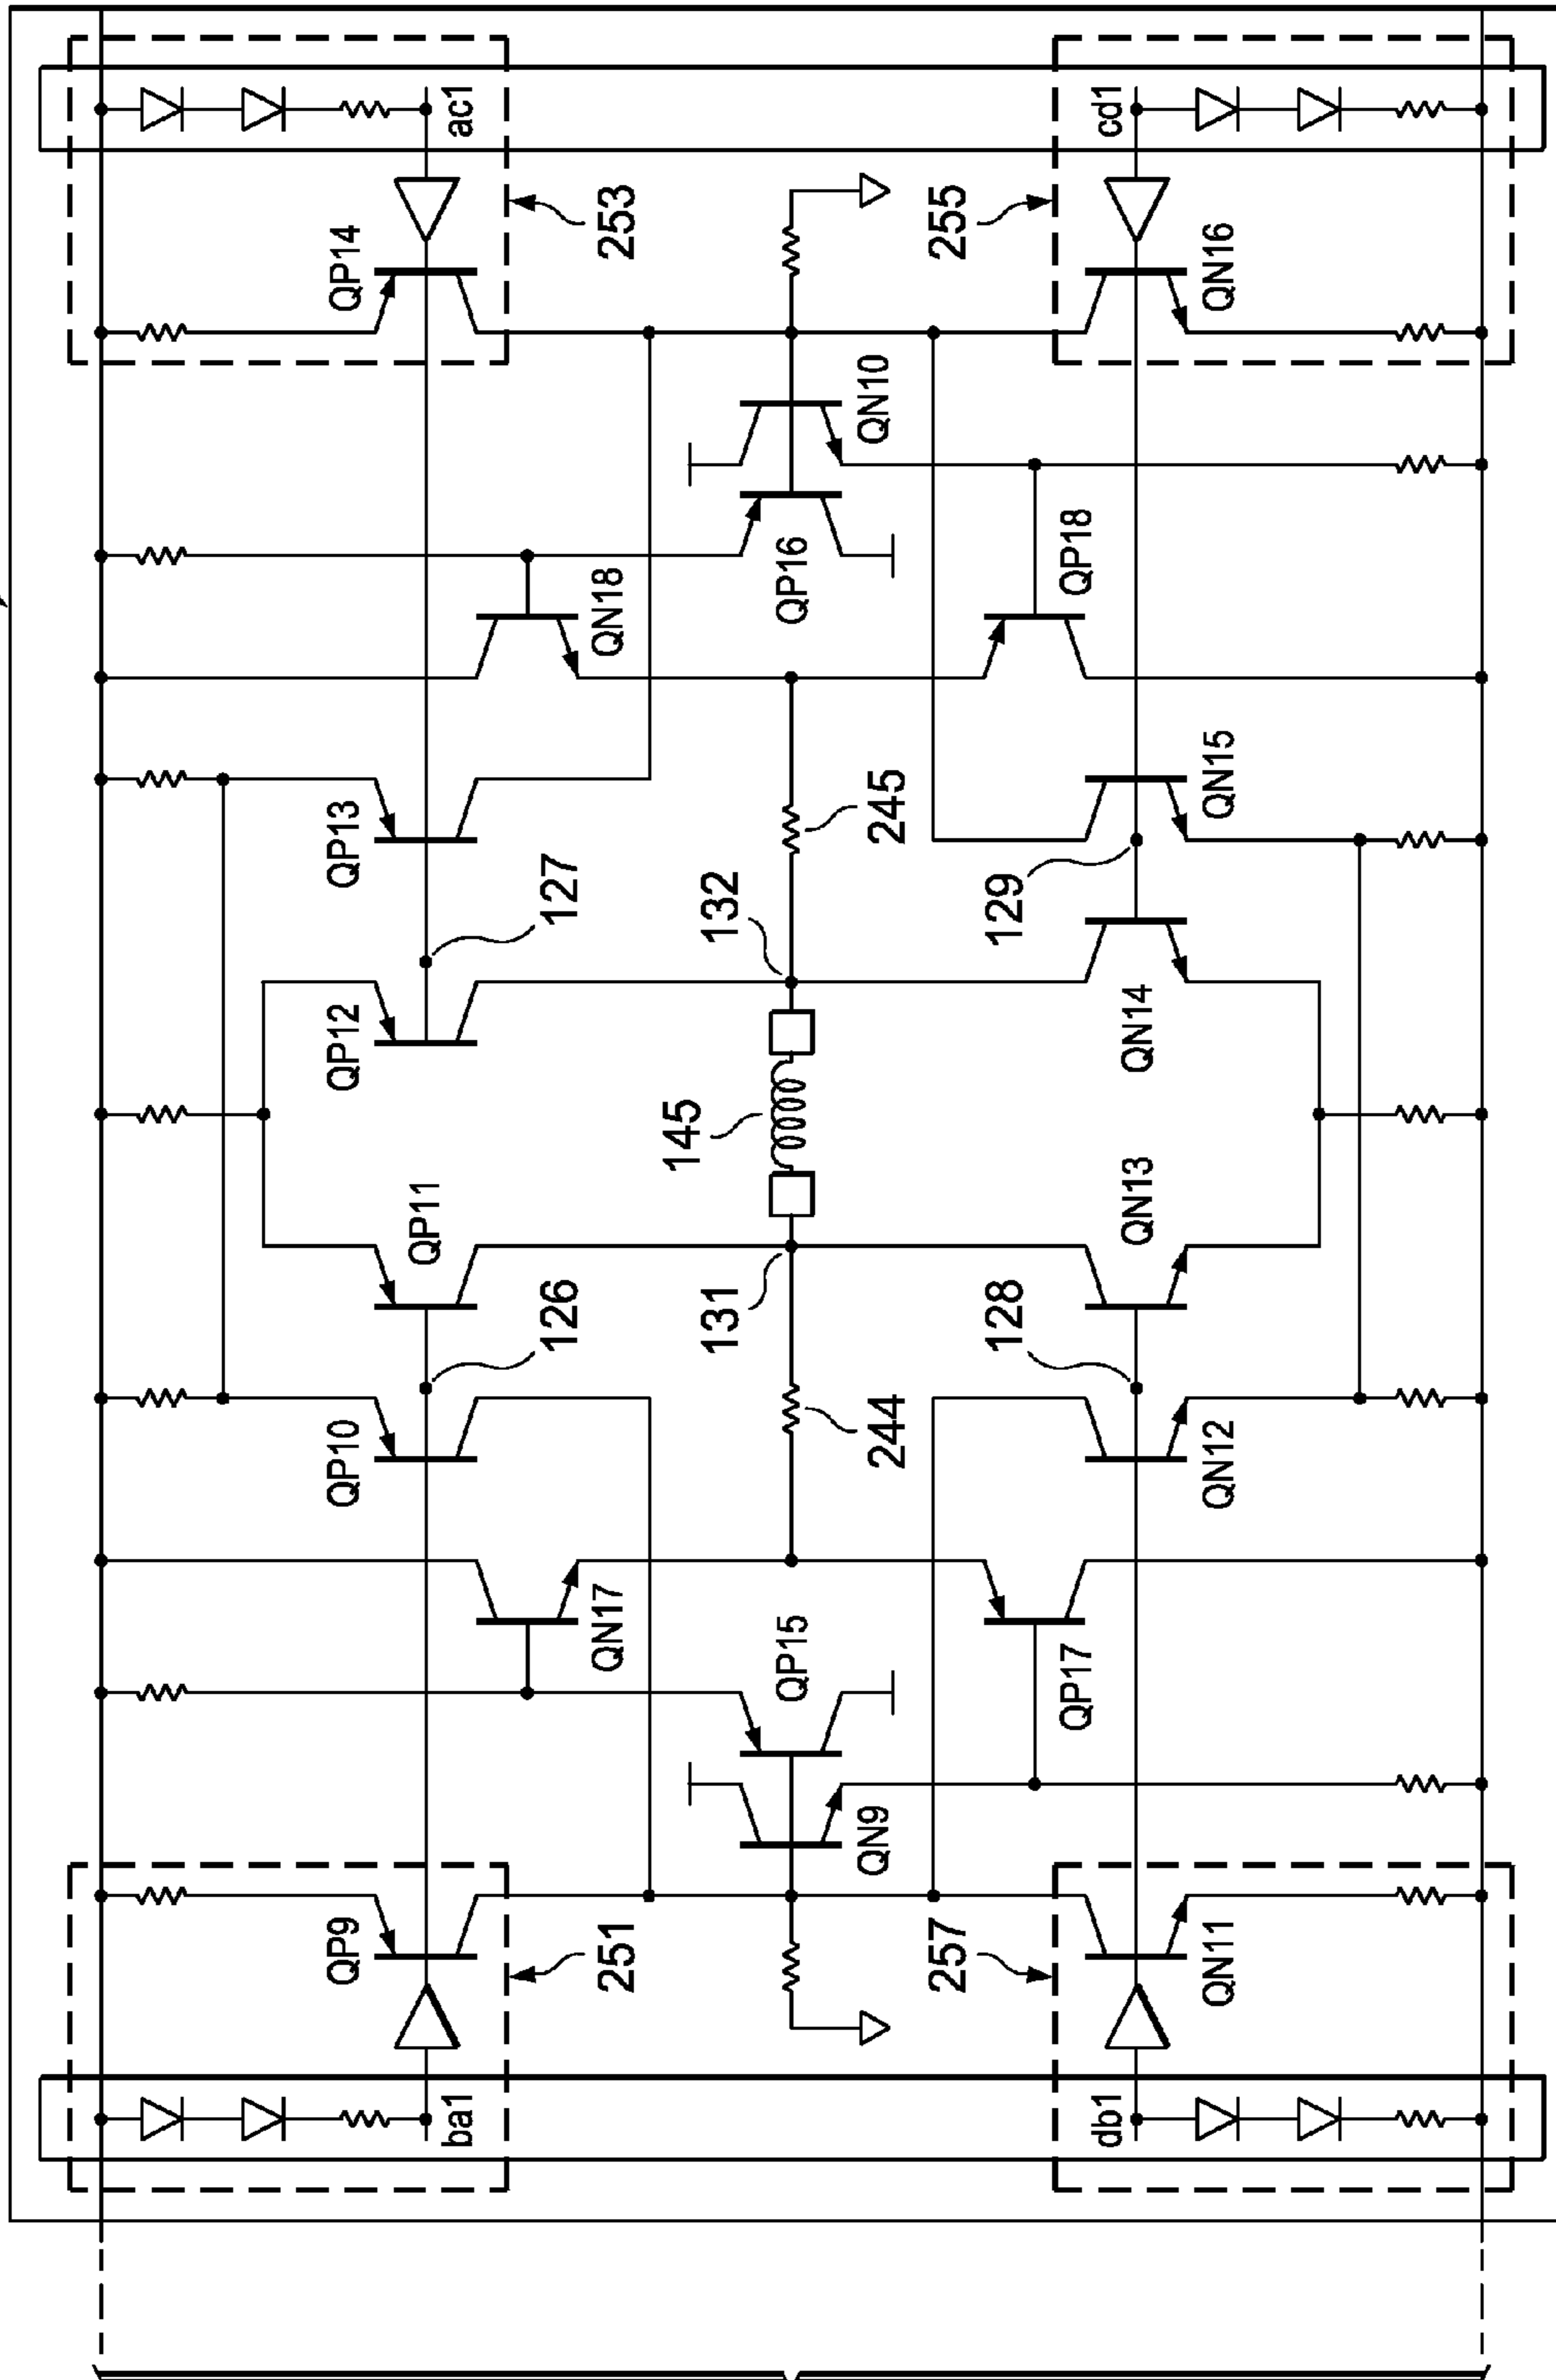 ac1
cd1
253
255
QP14
QN16
QN10
QP16
QP18
QN18
QP13
QN15
245
127
132
129
QP12
QN14
145
QP11
QN13
126
131
128
QP10
244
QN12
QN17
QP15
QP17
QN9
QP9
251
257
QN11
ba1
db1